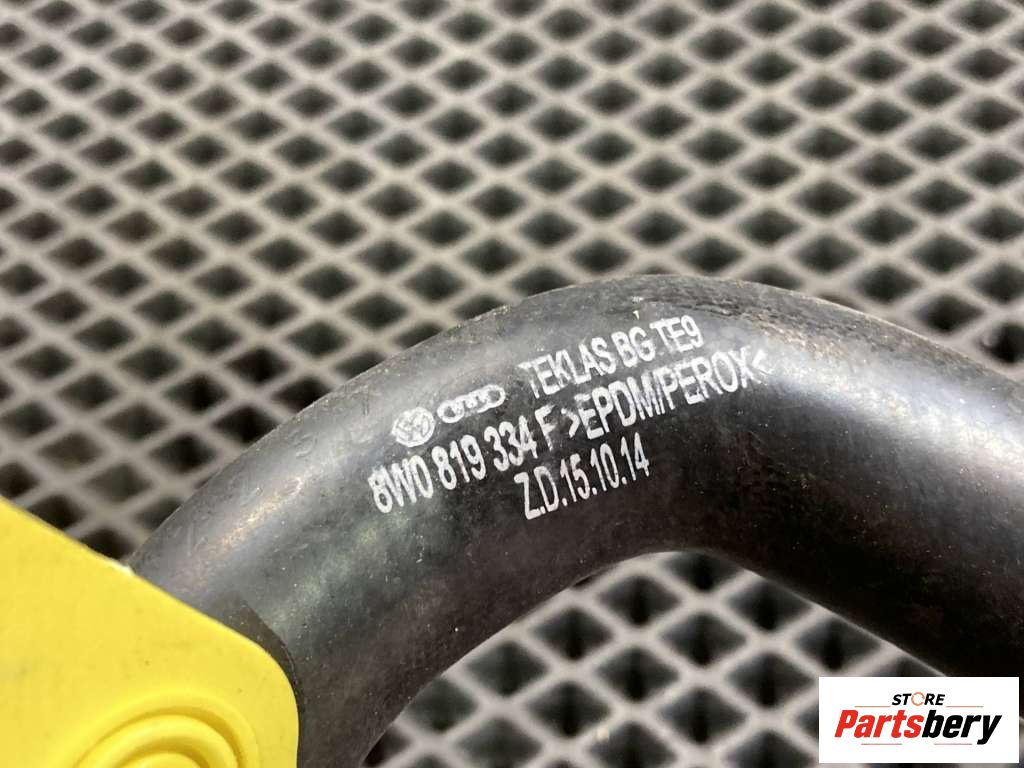 TEKLAS BG TE9
8W0 819 334 F >EPDM/PEROX<
Z.D.15.10.14
STORE
Partsbery